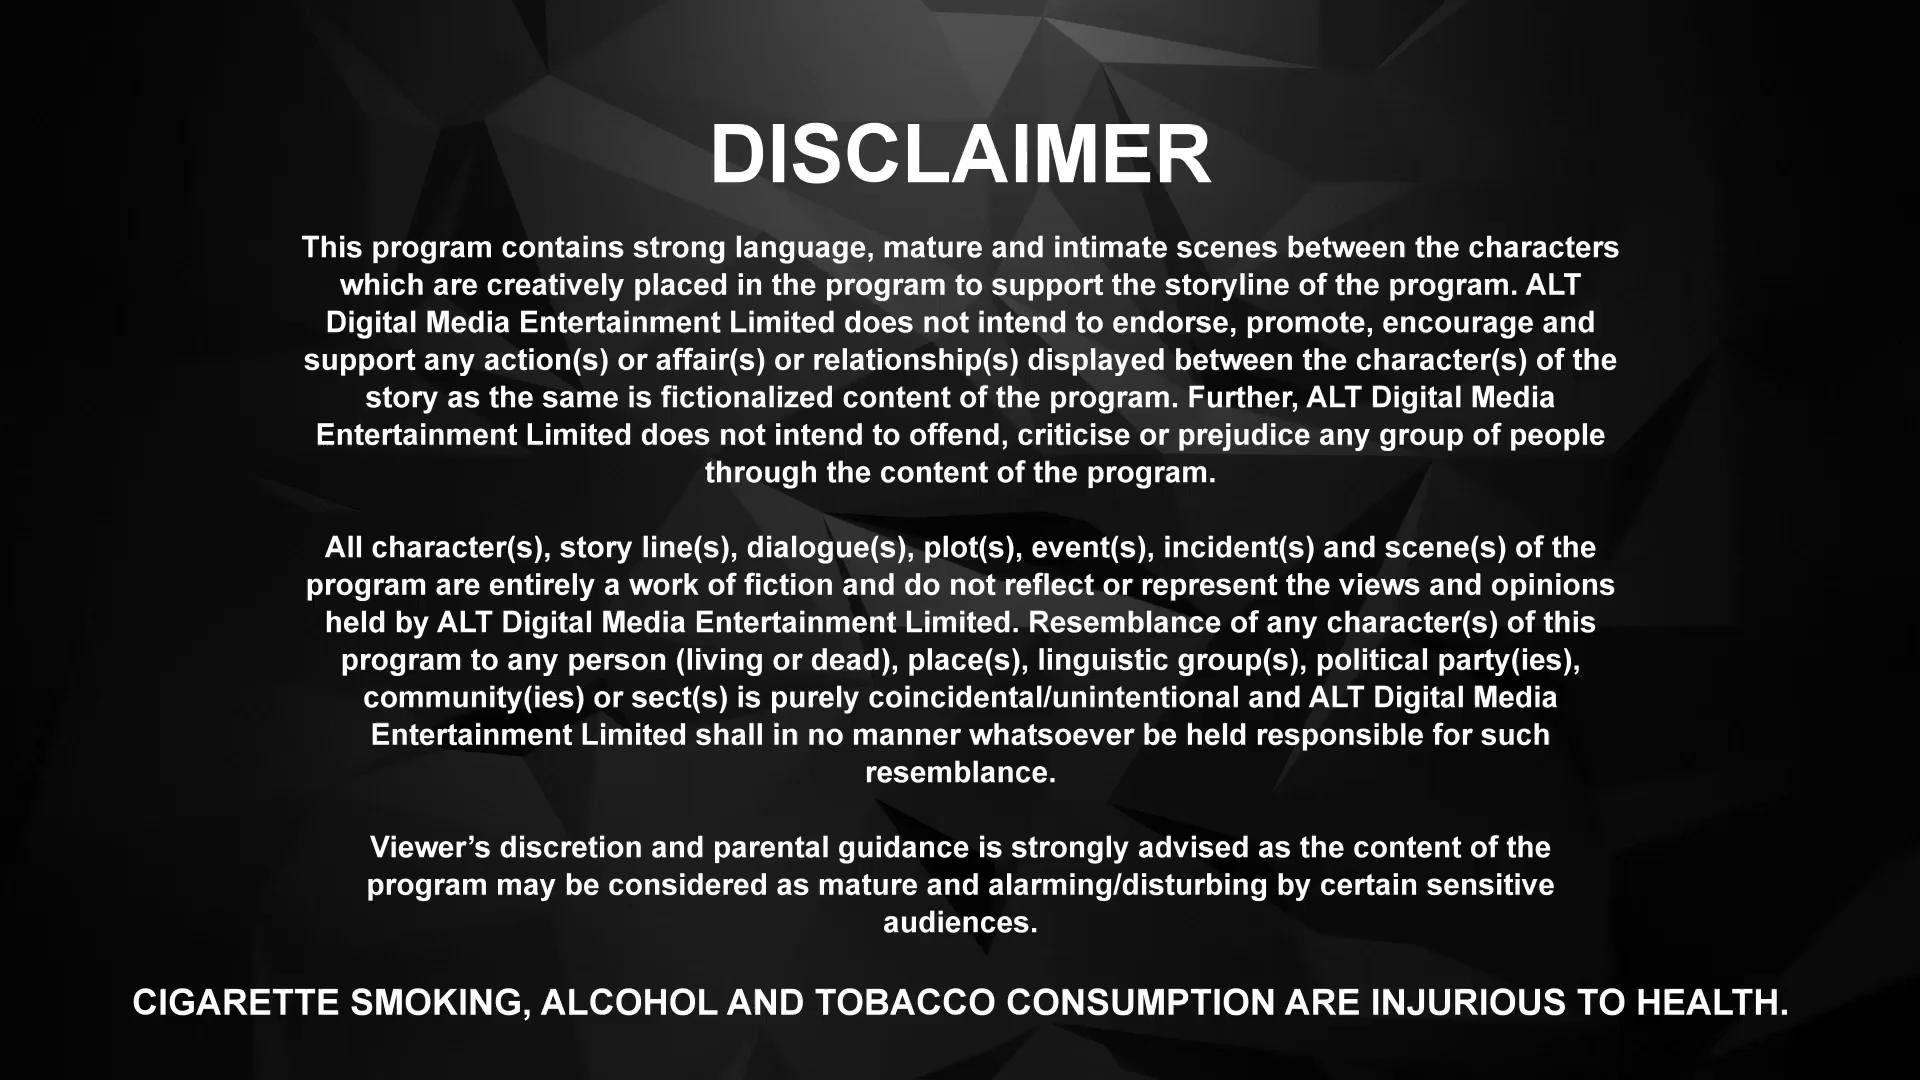 DISCLAIMER
This program contains strong language, mature and intimate scenes between the characters
which are creatively placed in the program to support the storyline of the program. ALT
Digital Media Entertainment Limited does not intend to endorse, promote, encourage and
support any action(s) or affair(s) or relationship(s) displayed between the character(s) of the
story as the same is fictionalized content of the program. Further, ALT Digital Media
Entertainment Limited does not intend to offend, criticise or prejudice any group of people
through the content of the program.
All character(s), story line(s), dialogue(s), plot(s), event(s), incident(s) and scene(s) of the
program are entirely a work of fiction and do not reflect or represent the views and opinions
held by ALT Digital Media Entertainment Limited. Resemblance of any character(s) of this
program to any person (living or dead), place(s), linguistic group(s), political party(ies),
community(ies) or sect(s) is purely coincidental/unintentional and ALT Digital Media
Entertainment Limited shall in no manner whatsoever be held responsible for such
resemblance.
Viewer’s discretion and parental guidance is strongly advised as the content of the
program may be considered as mature and alarming/disturbing by certain sensitive
audiences.
CIGARETTE SMOKING, ALCOHOL AND TOBACCO CONSUMPTION ARE INJURIOUS TO HEALTH.